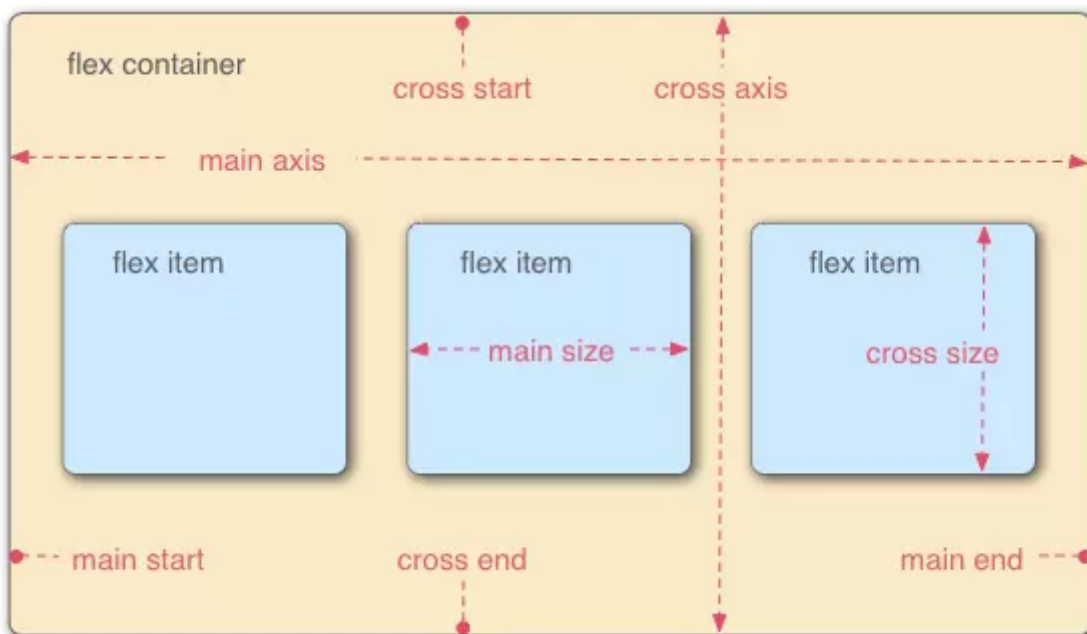 flex container
cross start
cross axis
main axis
flex item
flex item
flex item
main size
cross size
main start
cross end
main end